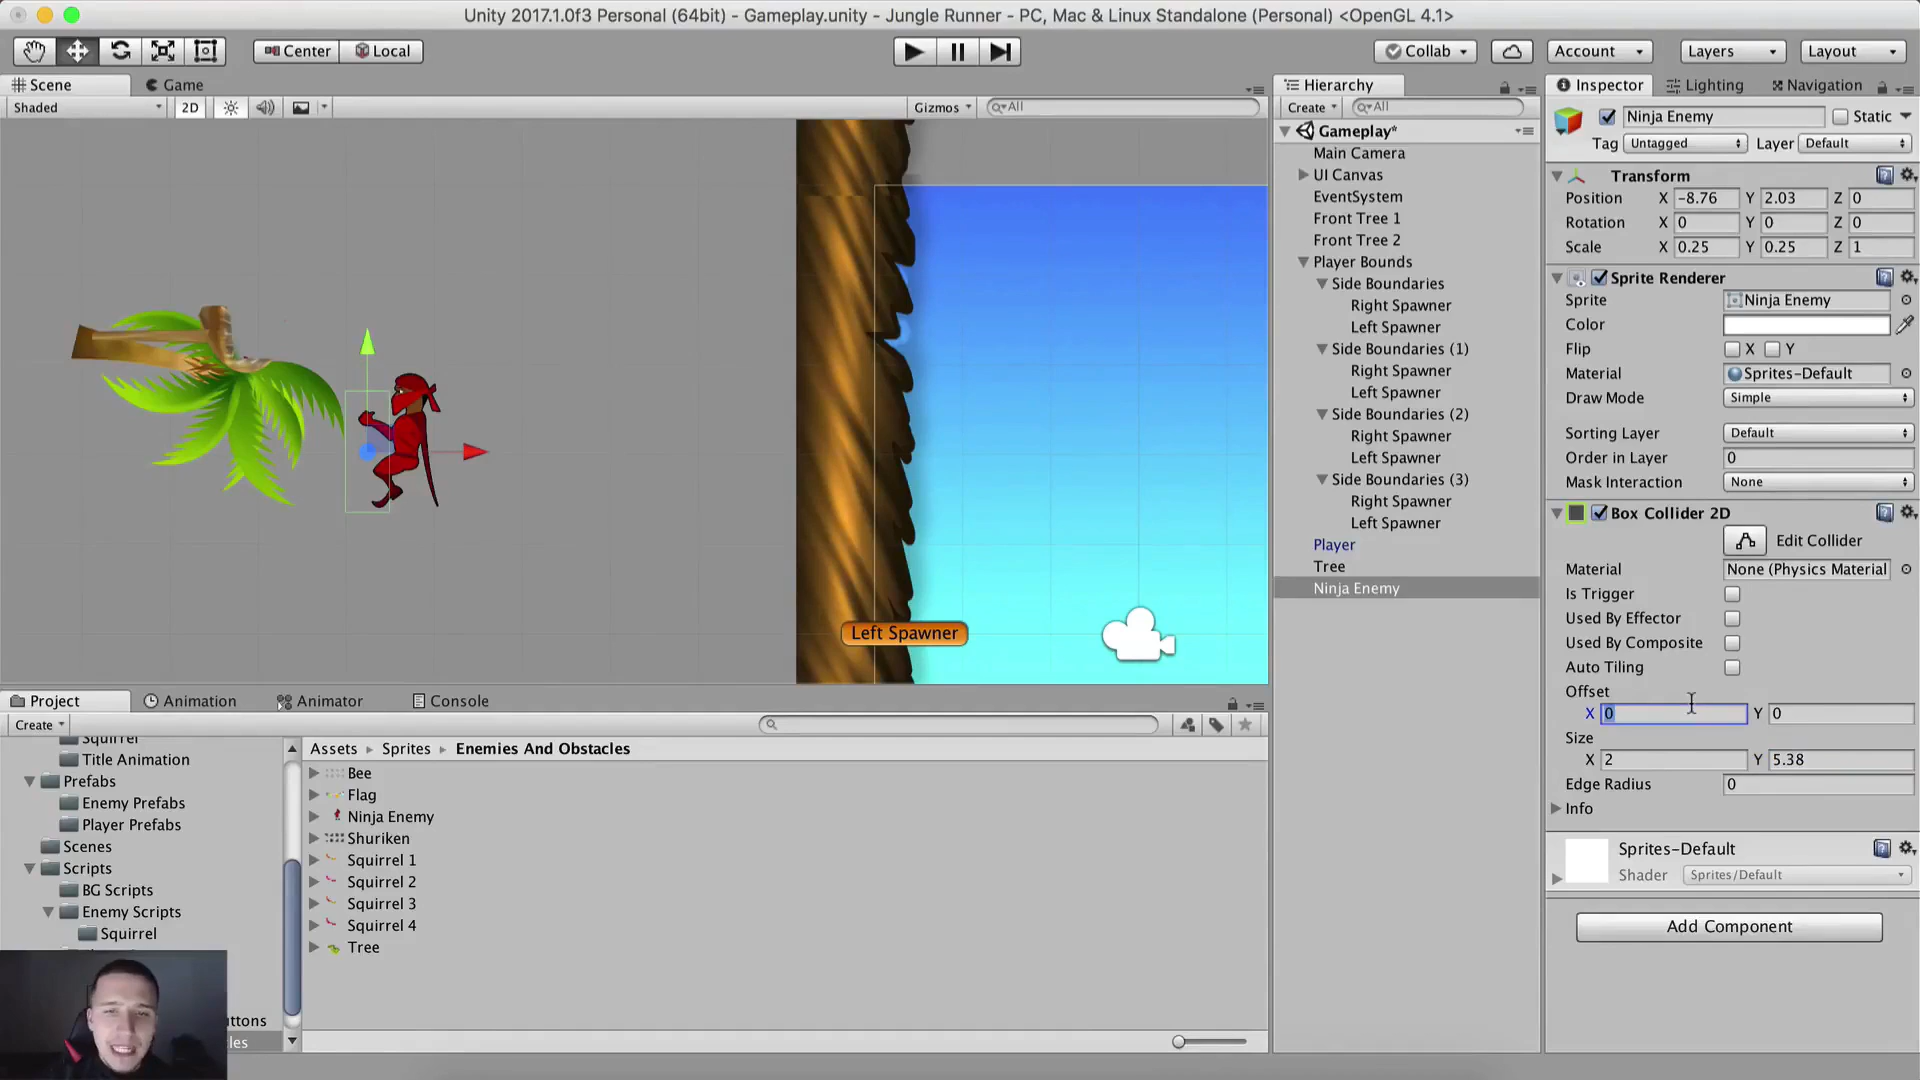 Unity 2017.1.0f3 Personal (64bit) - Gameplay.unity - Jungle Runner - PC, Mac & Linux Standalone (Personal) <OpenGL 4.1>
Center
Local
Collab
Account
Layers
Layout
Scene
Game
Shaded
2D
Gizmos
All
Left Spawner
Hierarchy
Create
All
Gameplay*
Main Camera
UI Canvas
EventSystem
Front Tree 1
Front Tree 2
Player Bounds
Side Boundaries
Right Spawner
Left Spawner
Side Boundaries (1)
Right Spawner
Left Spawner
Side Boundaries (2)
Right Spawner
Left Spawner
Side Boundaries (3)
Right Spawner
Left Spawner
Player
Tree
Ninja Enemy
Inspector
Lighting
Navigation
Ninja Enemy
Static
Tag Untagged Layer Default
Transform
Position X -8.76 Y 2.03 Z 0
Rotation X 0 Y 0 Z 0
Scale X 0.25 Y 0.25 Z 1
Sprite Renderer
Sprite Ninja Enemy
Color
Flip X Y
Material Sprites-Default
Draw Mode Simple
Sorting Layer Default
Order in Layer 0
Mask Interaction None
Box Collider 2D
Edit Collider
Material None (Physics Material
Is Trigger
Used By Effector
Used By Composite
Auto Tiling
Offset
X 0 Y 0
Size
X 2 Y 5.38
Edge Radius 0
Info
Sprites-Default
Shader Sprites/Default
Add Component
Project
Animation
Animator
Console
Create
Squirrel
Title Animation
Prefabs
Enemy Prefabs
Player Prefabs
Scenes
Scripts
BG Scripts
Enemy Scripts
Squirrel
uttons
les
Assets Sprites Enemies And Obstacles
Bee
Flag
Ninja Enemy
Shuriken
Squirrel 1
Squirrel 2
Squirrel 3
Squirrel 4
Tree